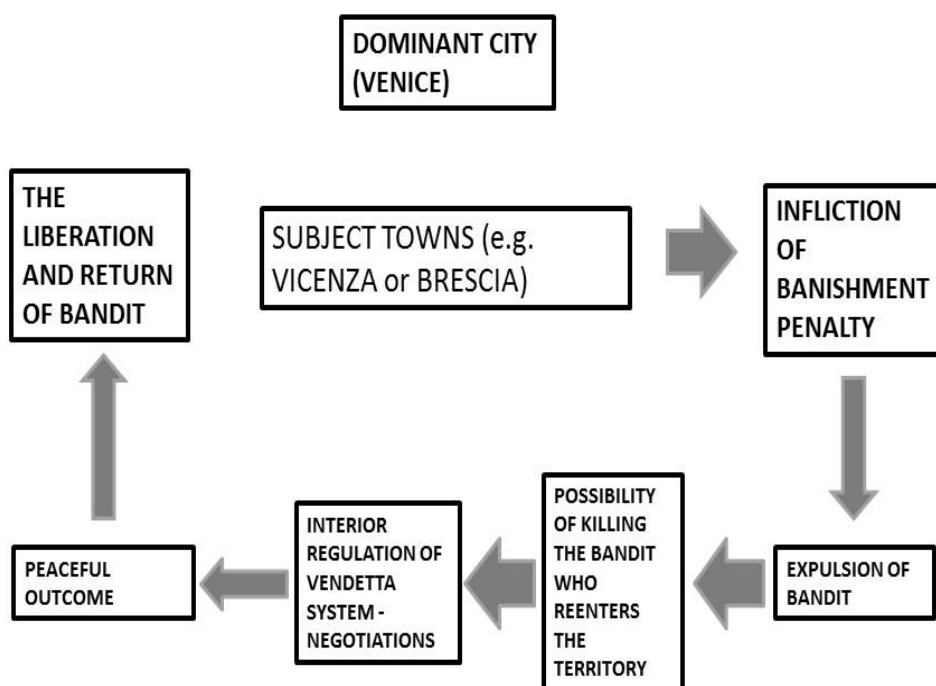 DOMINANT CITY
(VENICE)
THE
LIBERATION
AND RETURN
OF BANDIT
SUBJECT TOWNS (e.g.
VICENZA or BRESCIA)
INFLICTION
OF
BANISHMENT
PENALTY
PEACEFUL
OUTCOME
INTERIOR
REGULATION OF
VENDETTA
SYSTEM -
NEGOTIATIONS
POSSIBILITY
OF KILLING
THE BANDIT
WHO
REENTERS
THE
TERRITORY
EXPULSION OF
BANDIT